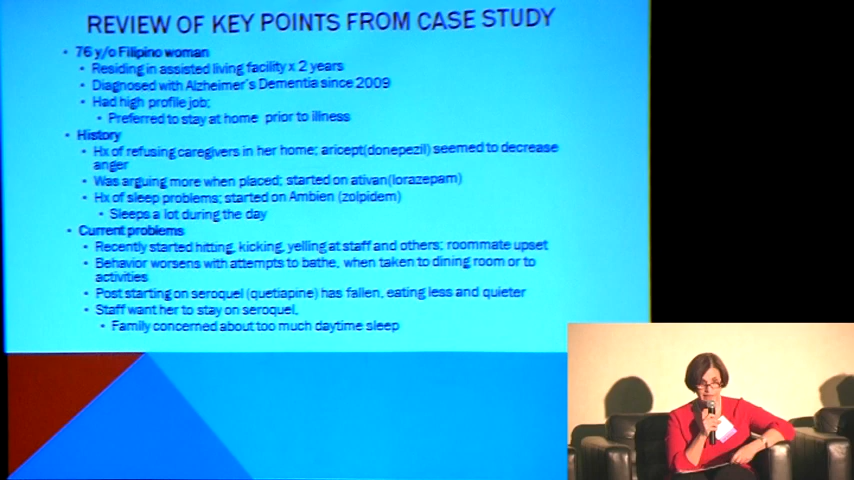 REVIEW OF KEY POINTS FROM CASE STUDY
• 76 y/o Filipino woman
• Residing in assisted living facility x 2 years
• Diagnosed with Alzheimer's Dementia since 2009
• Had high profile job;
• Preferred to stay at home prior to illness
• History
• Hx of refusing caregivers in her home; aricept(donepezil) seemed to decrease
anger
• Was arguing more when placed; started on ativan(lorazepam)
• Hx of sleep problems; started on Ambien (zolpidem)
• Sleeps a lot during the day
• Current problems
• Recently started hitting, kicking, yelling at staff and others; roommate upset
• Behavior worsens with attempts to bathe, when taken to dining room or to
activities
• Post starting on seroquel (quetiapine) has fallen, eating less and quieter
• Staff want her to stay on seroquel,
• Family concerned about too much daytime sleep